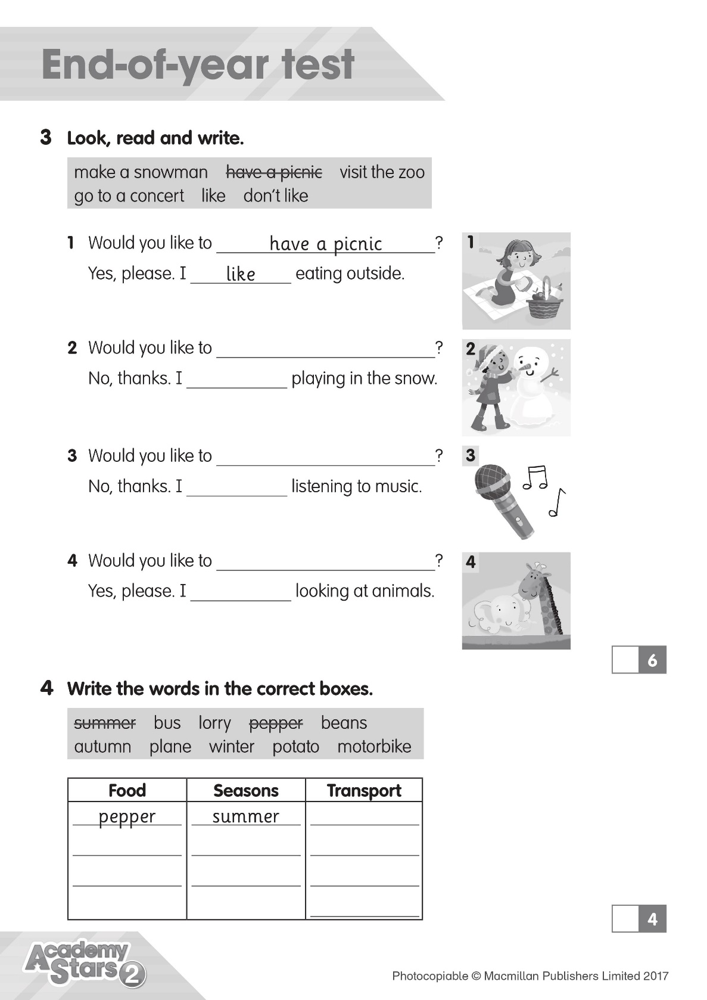 End-of-year test
3 Look, read and write.
make a snowman have a picnic visit the zoo
go to a concert like don't like
1 Would you like to have a picnic?
Yes, please. I like eating outside.
1
2 Would you like to ?
No, thanks. I playing in the snow.
2
3 Would you like to ?
No, thanks. I listening to music.
3
4 Would you like to ?
Yes, please. I looking at animals.
4
6
4 Write the words in the correct boxes.
summer bus lorry pepper beans
autumn plane winter potato motorbike
Food Seasons Transport
pepper summer
4
Academy
Stars 2
Photocopiable © Macmillan Publishers Limited 2017